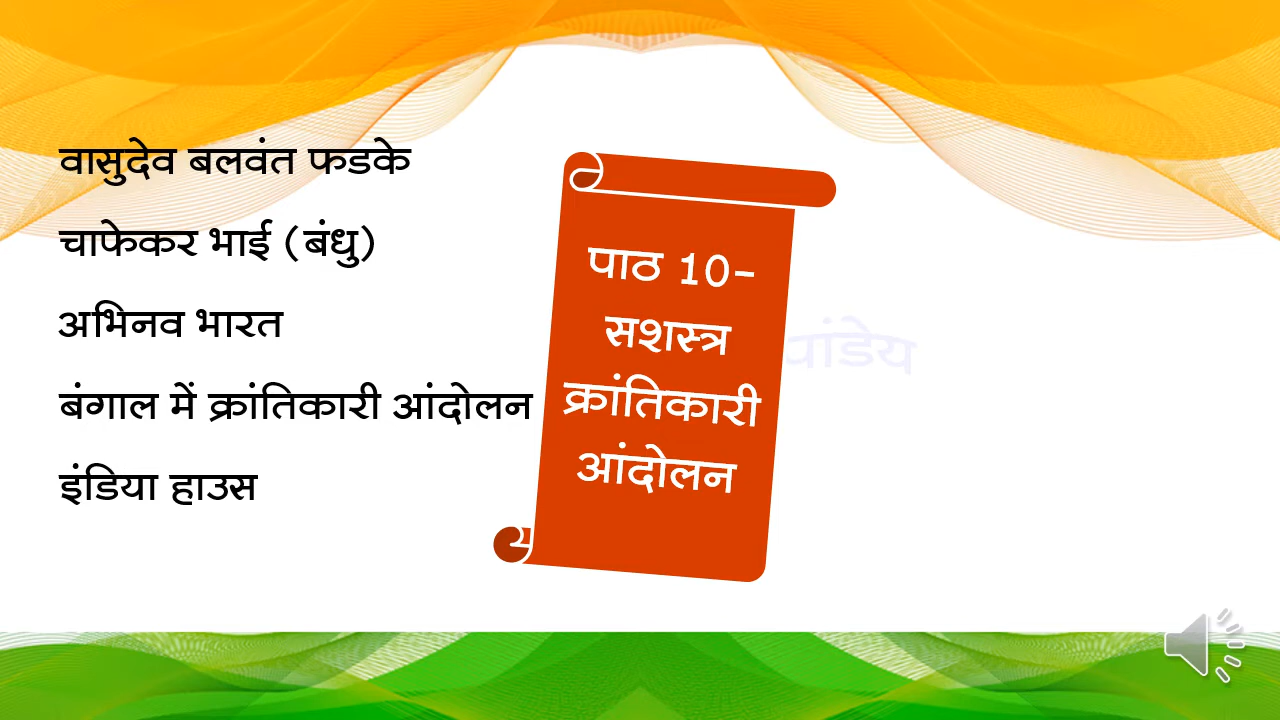 वासुदेव बलवंत फडके
चाफेकर भाई (बंधु)
अभिनव भारत
बंगाल में क्रांतिकारी आंदोलन
इंडिया हाउस
पाठ 10-
सशस्त्र
क्रांतिकारी
आंदोलन
पांडेय